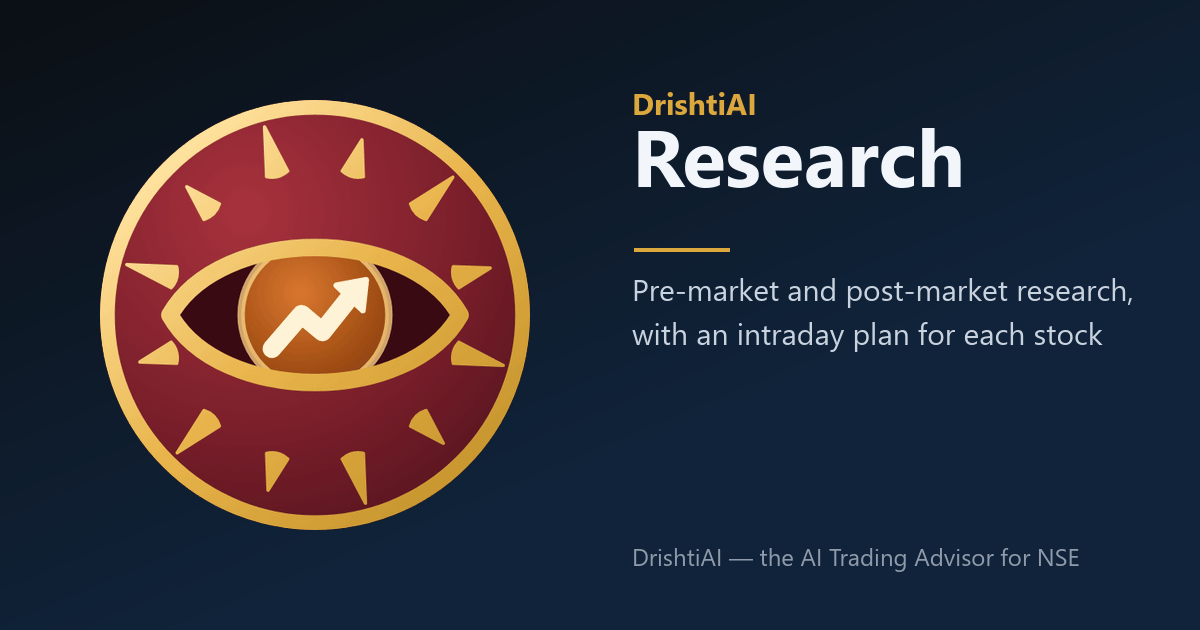 DrishtiAI
Research
Pre-market and post-market research,
with an intraday plan for each stock
DrishtiAI — the AI Trading Advisor for NSE